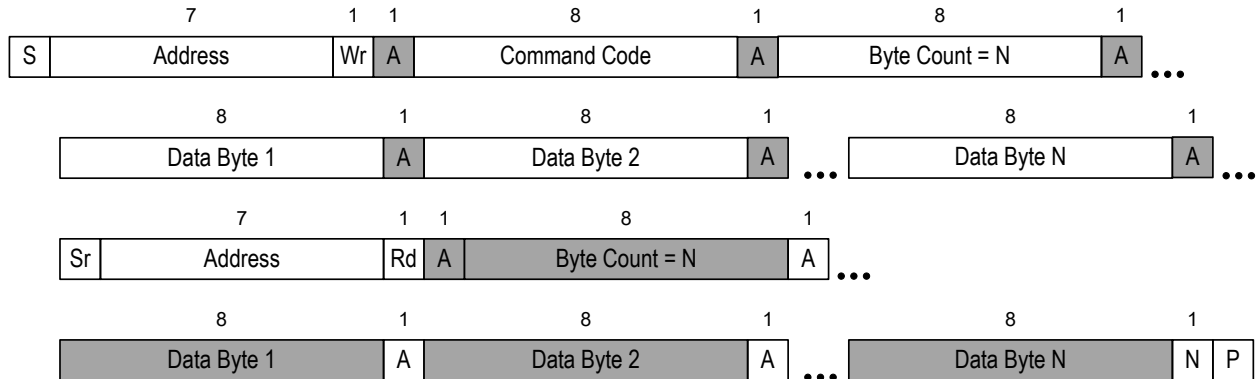 7 1 1 8 1 8 1
S Address Wr A Command Code A Byte Count = N A ...
8 1 8 1 8 1
Data Byte 1 A Data Byte 2 A ... Data Byte N A ...
7 1 1 8 1
Sr Address Rd A Byte Count = N A ...
8 1 8 1 8 1
Data Byte 1 A Data Byte 2 A ... Data Byte N N P